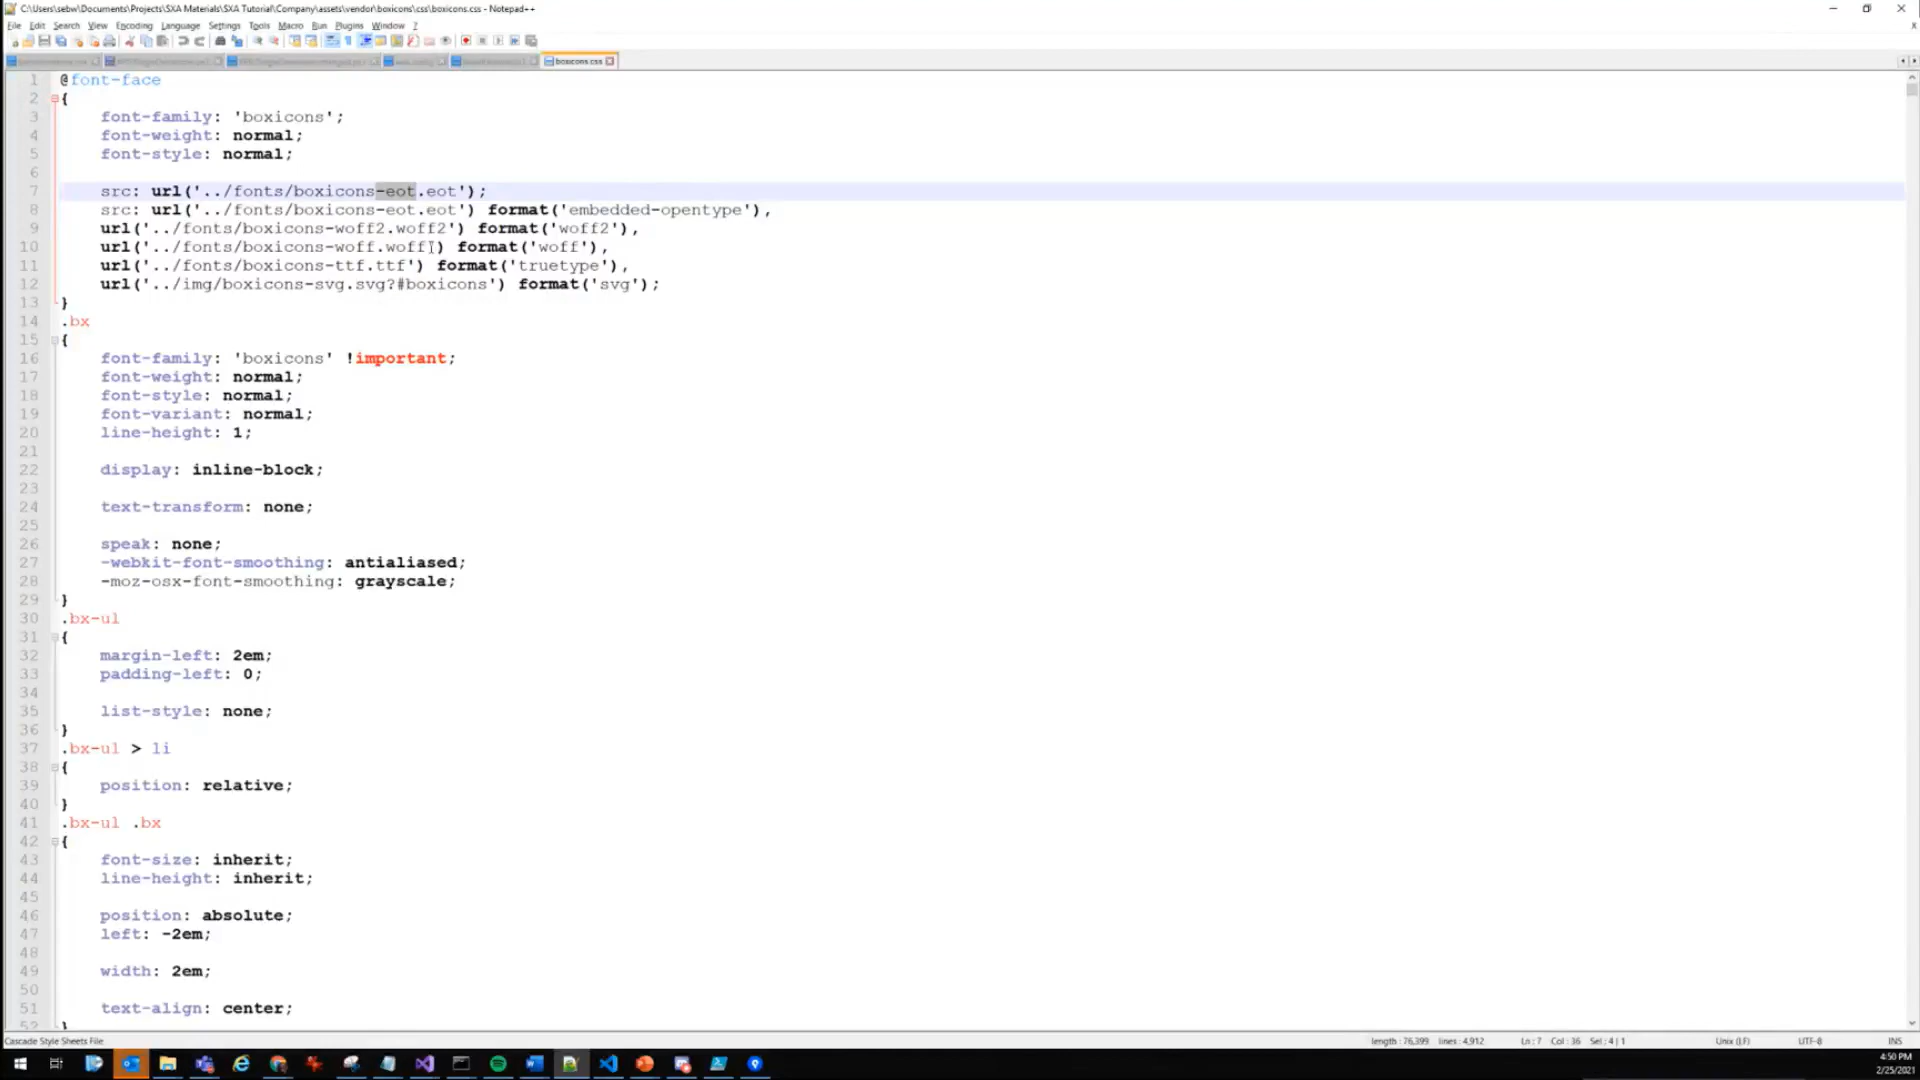 C:\Users\sebw\Documents\Projects\SXA Materials\SXA Tutorial\Company\assets\vendor\boxicons\css\boxicons.css - Notepad++
File Edit Search View Encoding Language Settings Tools Macro Run Plugins Window ?
boxicons.css
1 @font-face
2 {
3 font-family: 'boxicons';
4 font-weight: normal;
5 font-style: normal;
6
7 src: url('../fonts/boxicons-eot.eot');
8 src: url('../fonts/boxicons-eot.eot') format('embedded-opentype'),
9 url('../fonts/boxicons-woff2.woff2') format('woff2'),
10 url('../fonts/boxicons-woff.woff') format('woff'),
11 url('../fonts/boxicons-ttf.ttf') format('truetype'),
12 url('../img/boxicons-svg.svg?#boxicons') format('svg');
13 }
14 .bx
15 {
16 font-family: 'boxicons' !important;
17 font-weight: normal;
18 font-style: normal;
19 font-variant: normal;
20 line-height: 1;
21
22 display: inline-block;
23
24 text-transform: none;
25
26 speak: none;
27 -webkit-font-smoothing: antialiased;
28 -moz-osx-font-smoothing: grayscale;
29 }
30 .bx-ul
31 {
32 margin-left: 2em;
33 padding-left: 0;
34
35 list-style: none;
36 }
37 .bx-ul > li
38 {
39 position: relative;
40 }
41 .bx-ul .bx
42 {
43 font-size: inherit;
44 line-height: inherit;
45
46 position: absolute;
47 left: -2em;
48
49 width: 2em;
50
51 text-align: center;
52 }
Cascade Style Sheets File length : 76,399 lines : 4,912 Ln : 7 Col : 36 Sel : 4 | 1 Unix (LF) UTF-8 INS
4:50 PM
2/25/2021